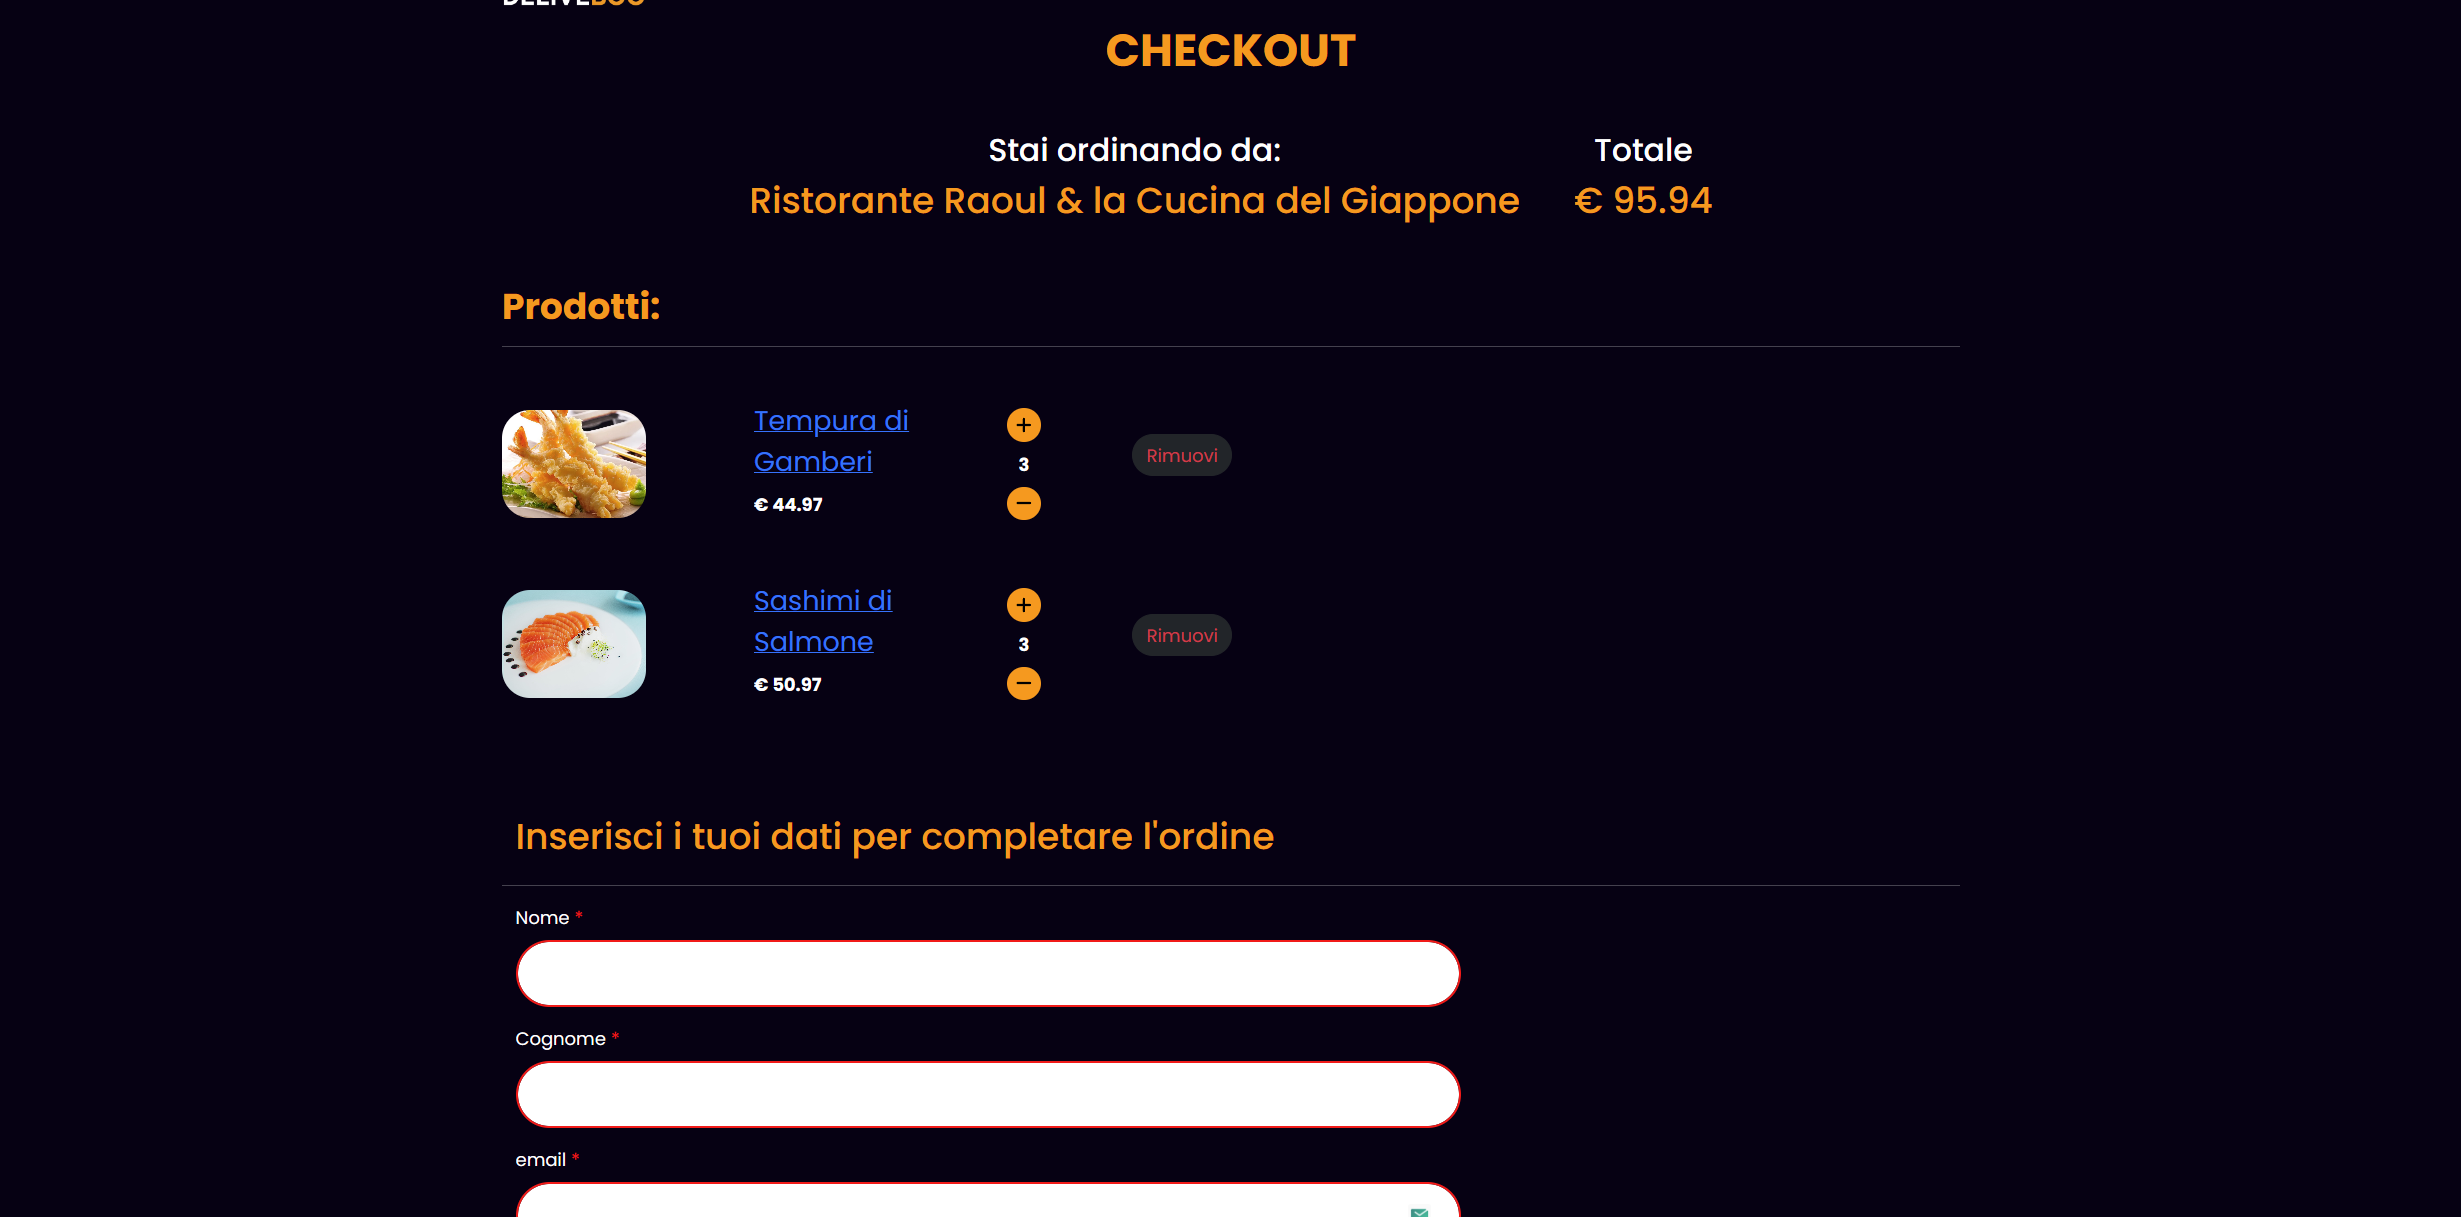 DELIVEBOO
CHECKOUT
Stai ordinando da:
Ristorante Raoul & la Cucina del Giappone
Totale
€ 95.94
Prodotti:
Tempura di
Gamberi
€ 44.97
+
3
−
Rimuovi
Sashimi di
Salmone
€ 50.97
+
3
−
Rimuovi
Inserisci i tuoi dati per completare l'ordine
Nome *
Cognome *
email *